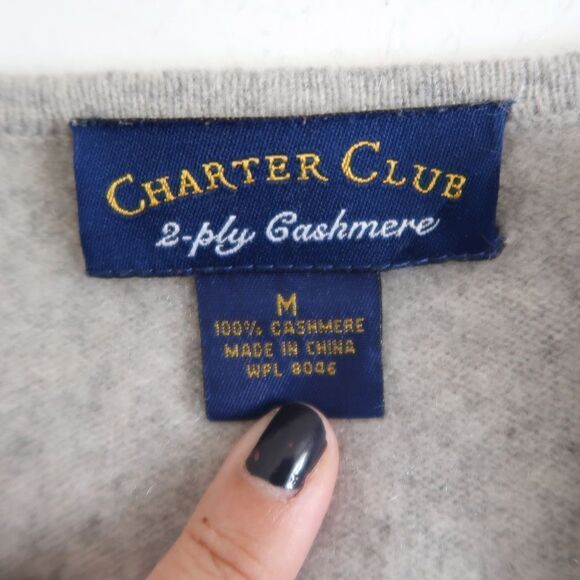 CHARTER CLUB
2-ply Cashmere
M
100% CASHMERE
MADE IN CHINA
WPL 8046